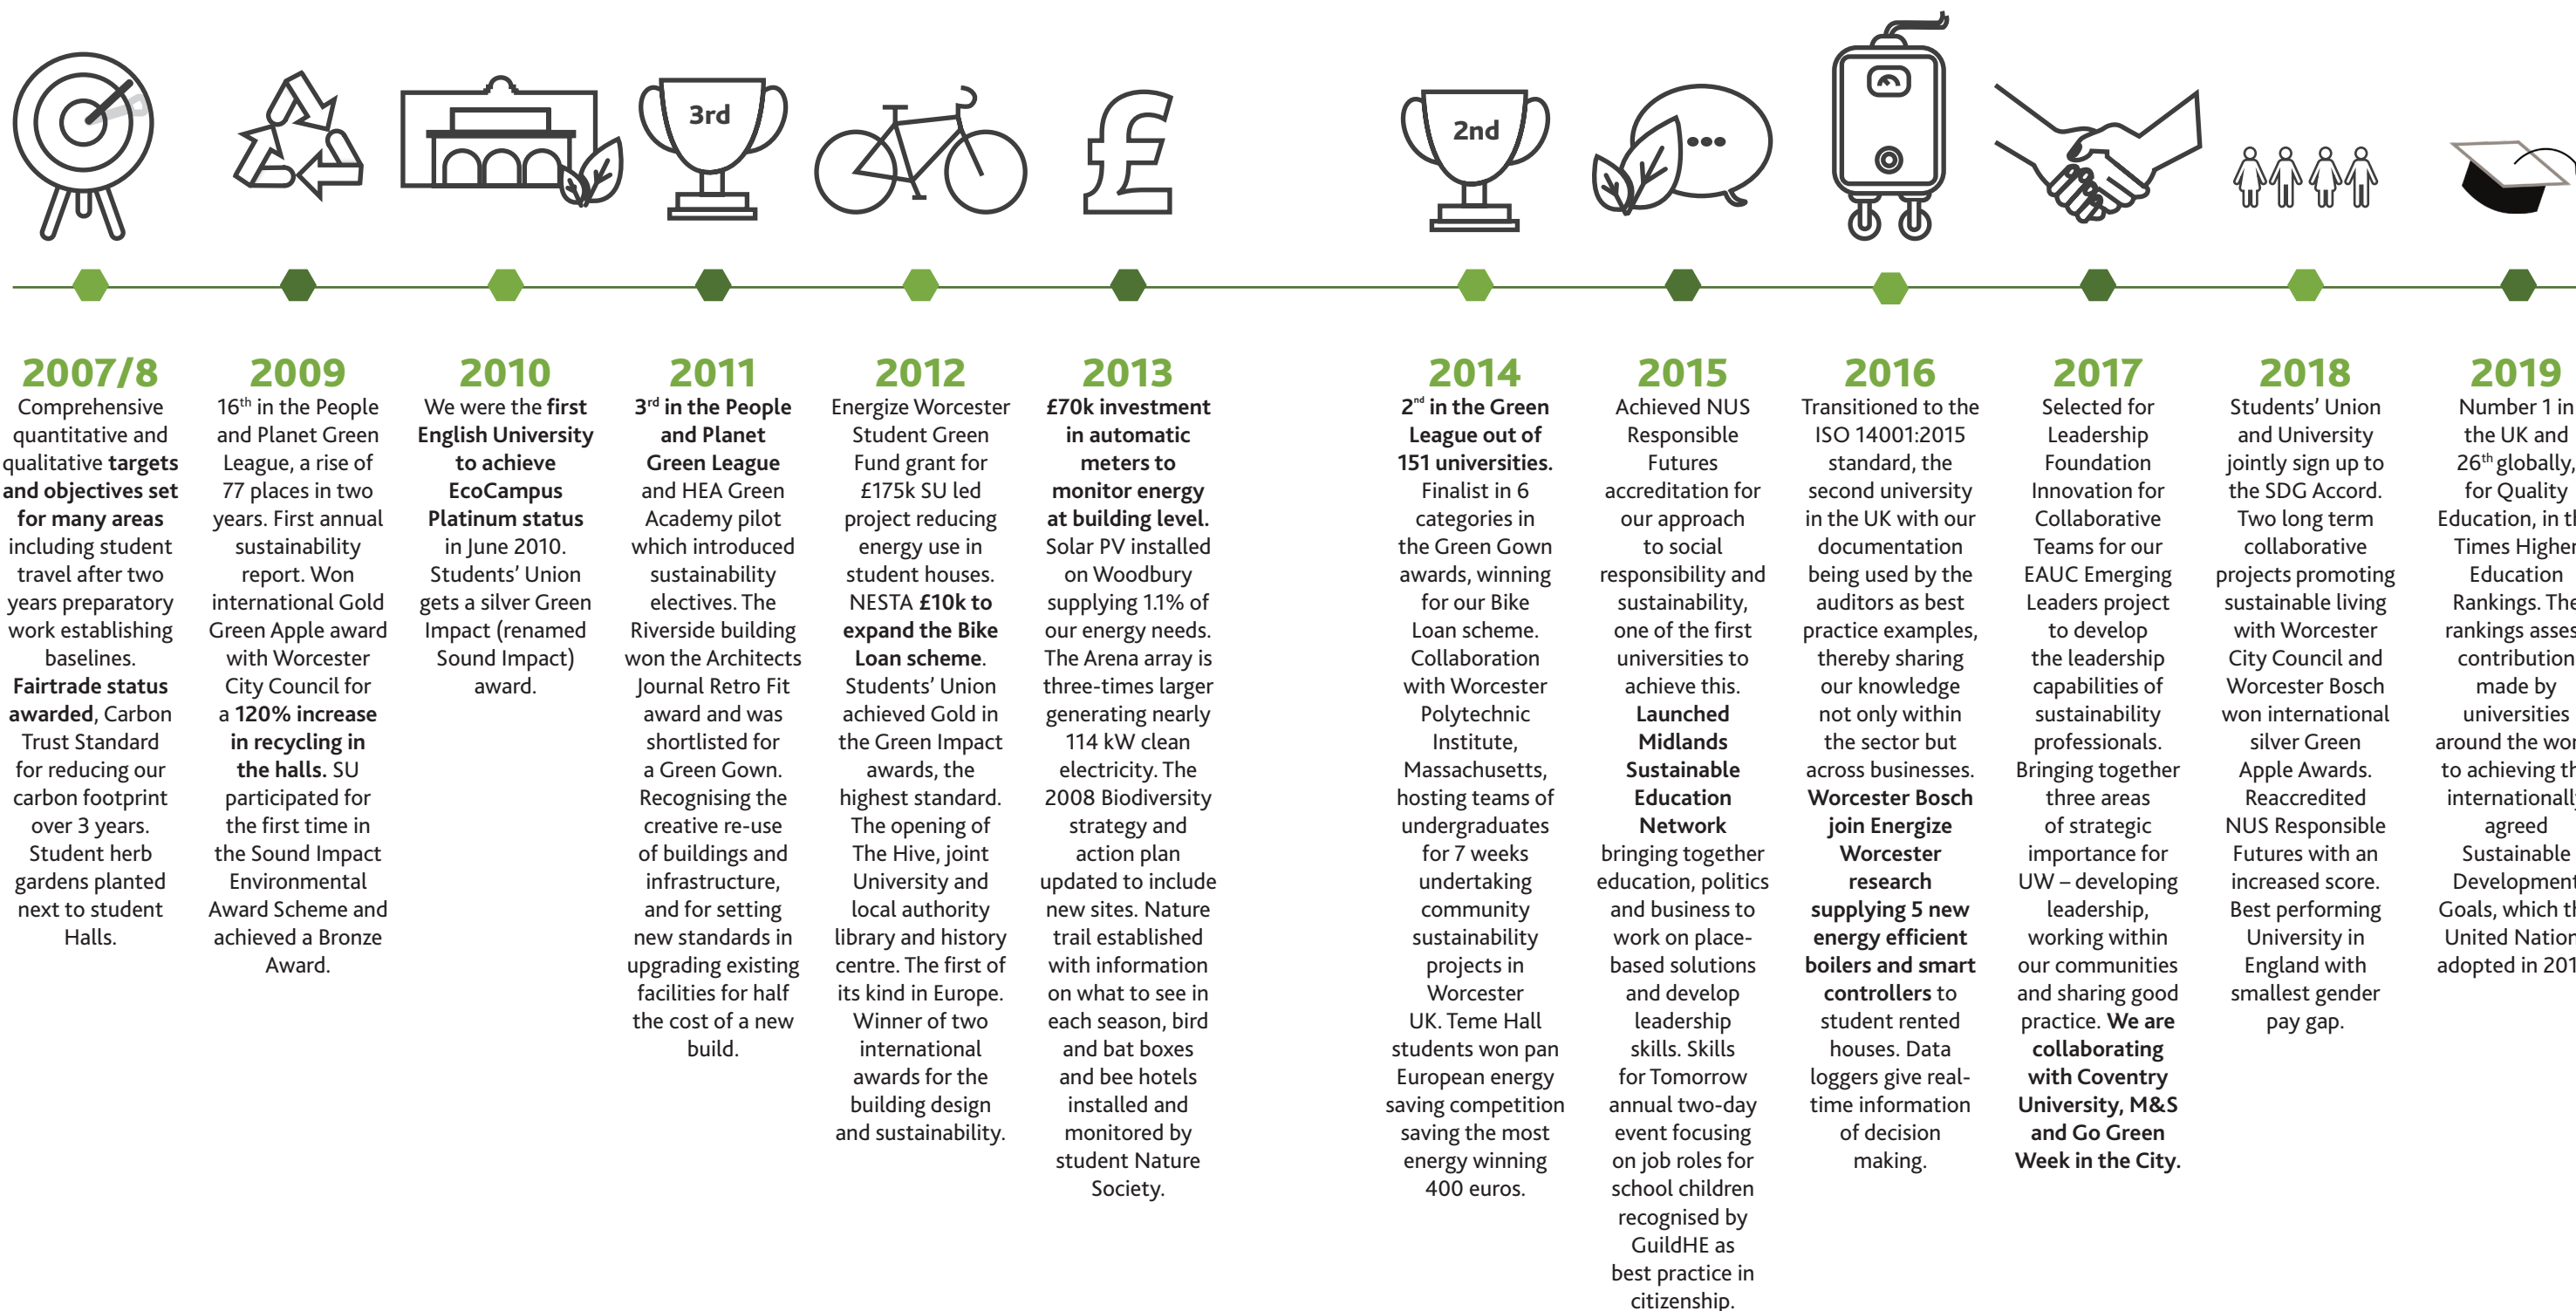 3rd
2nd
2007/8
Comprehensive
quantitative and
qualitative targets
and objectives set
for many areas
including student
travel after two
years preparatory
work establishing
baselines.
Fairtrade status
awarded, Carbon
Trust Standard
for reducing our
carbon footprint
over 3 years.
Student herb
gardens planted
next to student
Halls.
2009
16th in the People
and Planet Green
League, a rise of
77 places in two
years. First annual
sustainability
report. Won
international Gold
Green Apple award
with Worcester
City Council for
a 120% increase
in recycling in
the halls. SU
participated for
the first time in
the Sound Impact
Environmental
Award Scheme and
achieved a Bronze
Award.
2010
We were the first
English University
to achieve
EcoCampus
Platinum status
in June 2010.
Students' Union
gets a silver Green
Impact (renamed
Sound Impact)
award.
2011
3rd in the People
and Planet
Green League
and HEA Green
Academy pilot
which introduced
sustainability
electives. The
Riverside building
won the Architects
Journal Retro Fit
award and was
shortlisted for
a Green Gown.
Recognising the
creative re-use
of buildings and
infrastructure,
and for setting
new standards in
upgrading existing
facilities for half
the cost of a new
build.
2012
Energize Worcester
Student Green
Fund grant for
£175k SU led
project reducing
energy use in
student houses.
NESTA £10k to
expand the Bike
Loan scheme.
Students' Union
achieved Gold in
the Green Impact
awards, the
highest standard.
The opening of
The Hive, joint
University and
local authority
library and history
centre. The first of
its kind in Europe.
Winner of two
international
awards for the
building design
and sustainability.
2013
£70k investment
in automatic
meters to
monitor energy
at building level.
Solar PV installed
on Woodbury
supplying 1.1% of
our energy needs.
The Arena array is
three-times larger
generating nearly
114 kW clean
electricity. The
2008 Biodiversity
strategy and
action plan
updated to include
new sites. Nature
trail established
with information
on what to see in
each season, bird
and bat boxes
and bee hotels
installed and
monitored by
student Nature
Society.
2014
2nd in the Green
League out of
151 universities.
Finalist in 6
categories in
the Green Gown
awards, winning
for our Bike
Loan scheme.
Collaboration
with Worcester
Polytechnic
Institute,
Massachusetts,
hosting teams of
undergraduates
for 7 weeks
undertaking
community
sustainability
projects in
Worcester
UK. Teme Hall
students won pan
European energy
saving competition
saving the most
energy winning
400 euros.
2015
Achieved NUS
Responsible
Futures
accreditation for
our approach
to social
responsibility and
sustainability,
one of the first
universities to
achieve this.
Launched
Midlands
Sustainable
Education
Network
bringing together
education, politics
and business to
work on place-
based solutions
and develop
leadership
skills. Skills
for Tomorrow
annual two-day
event focusing
on job roles for
school children
recognised by
GuildHE as
best practice in
citizenship.
2016
Transitioned to the
ISO 14001:2015
standard, the
second university
in the UK with our
documentation
being used by the
auditors as best
practice examples,
thereby sharing
our knowledge
not only within
the sector but
across businesses.
Worcester Bosch
join Energize
Worcester
research
supplying 5 new
energy efficient
boilers and smart
controllers to
student rented
houses. Data
loggers give real-
time information
of decision
making.
2017
Selected for
Leadership
Foundation
Innovation for
Collaborative
Teams for our
EAUC Emerging
Leaders project
to develop
the leadership
capabilities of
sustainability
professionals.
Bringing together
three areas
of strategic
importance for
UW – developing
leadership,
working within
our communities
and sharing good
practice. We are
collaborating
with Coventry
University, M&S
and Go Green
Week in the City.
2018
Students' Union
and University
jointly sign up to
the SDG Accord.
Two long term
collaborative
projects promoting
sustainable living
with Worcester
City Council and
Worcester Bosch
won international
silver Green
Apple Awards.
Reaccredited
NUS Responsible
Futures with an
increased score.
Best performing
University in
England with
smallest gender
pay gap.
2019
Number 1 in
the UK and
26th globally,
for Quality
Education, in
Times Higher
Education
Rankings. The
rankings
contribution
made by
universities
around the
to achieving
agreed
Sustainable
Development
Goals, which
United
adopted in